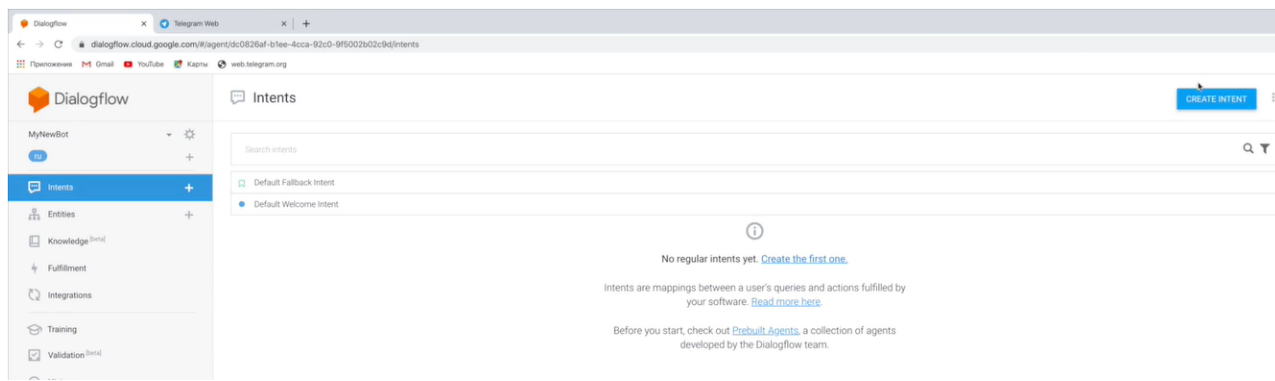 Dialogflow
Telegram Web
dialogflow.cloud.google.com/#/agent/dc0826af-b1ee-4cca-92c0-9f5002b02c9d/intents
Приложения Gmail YouTube Карты web.telegram.org
Dialogflow
Intents
CREATE INTENT
MyNewBot
ru
Search intents
Intents
Default Fallback Intent
Default Welcome Intent
Entities
Knowledge [beta]
No regular intents yet. Create the first one.
Fulfillment
Intents are mappings between a user's queries and actions fulfilled by
your software. Read more here.
Integrations
Training
Before you start, check out Prebuilt Agents, a collection of agents
developed by the Dialogflow team.
Validation [beta]